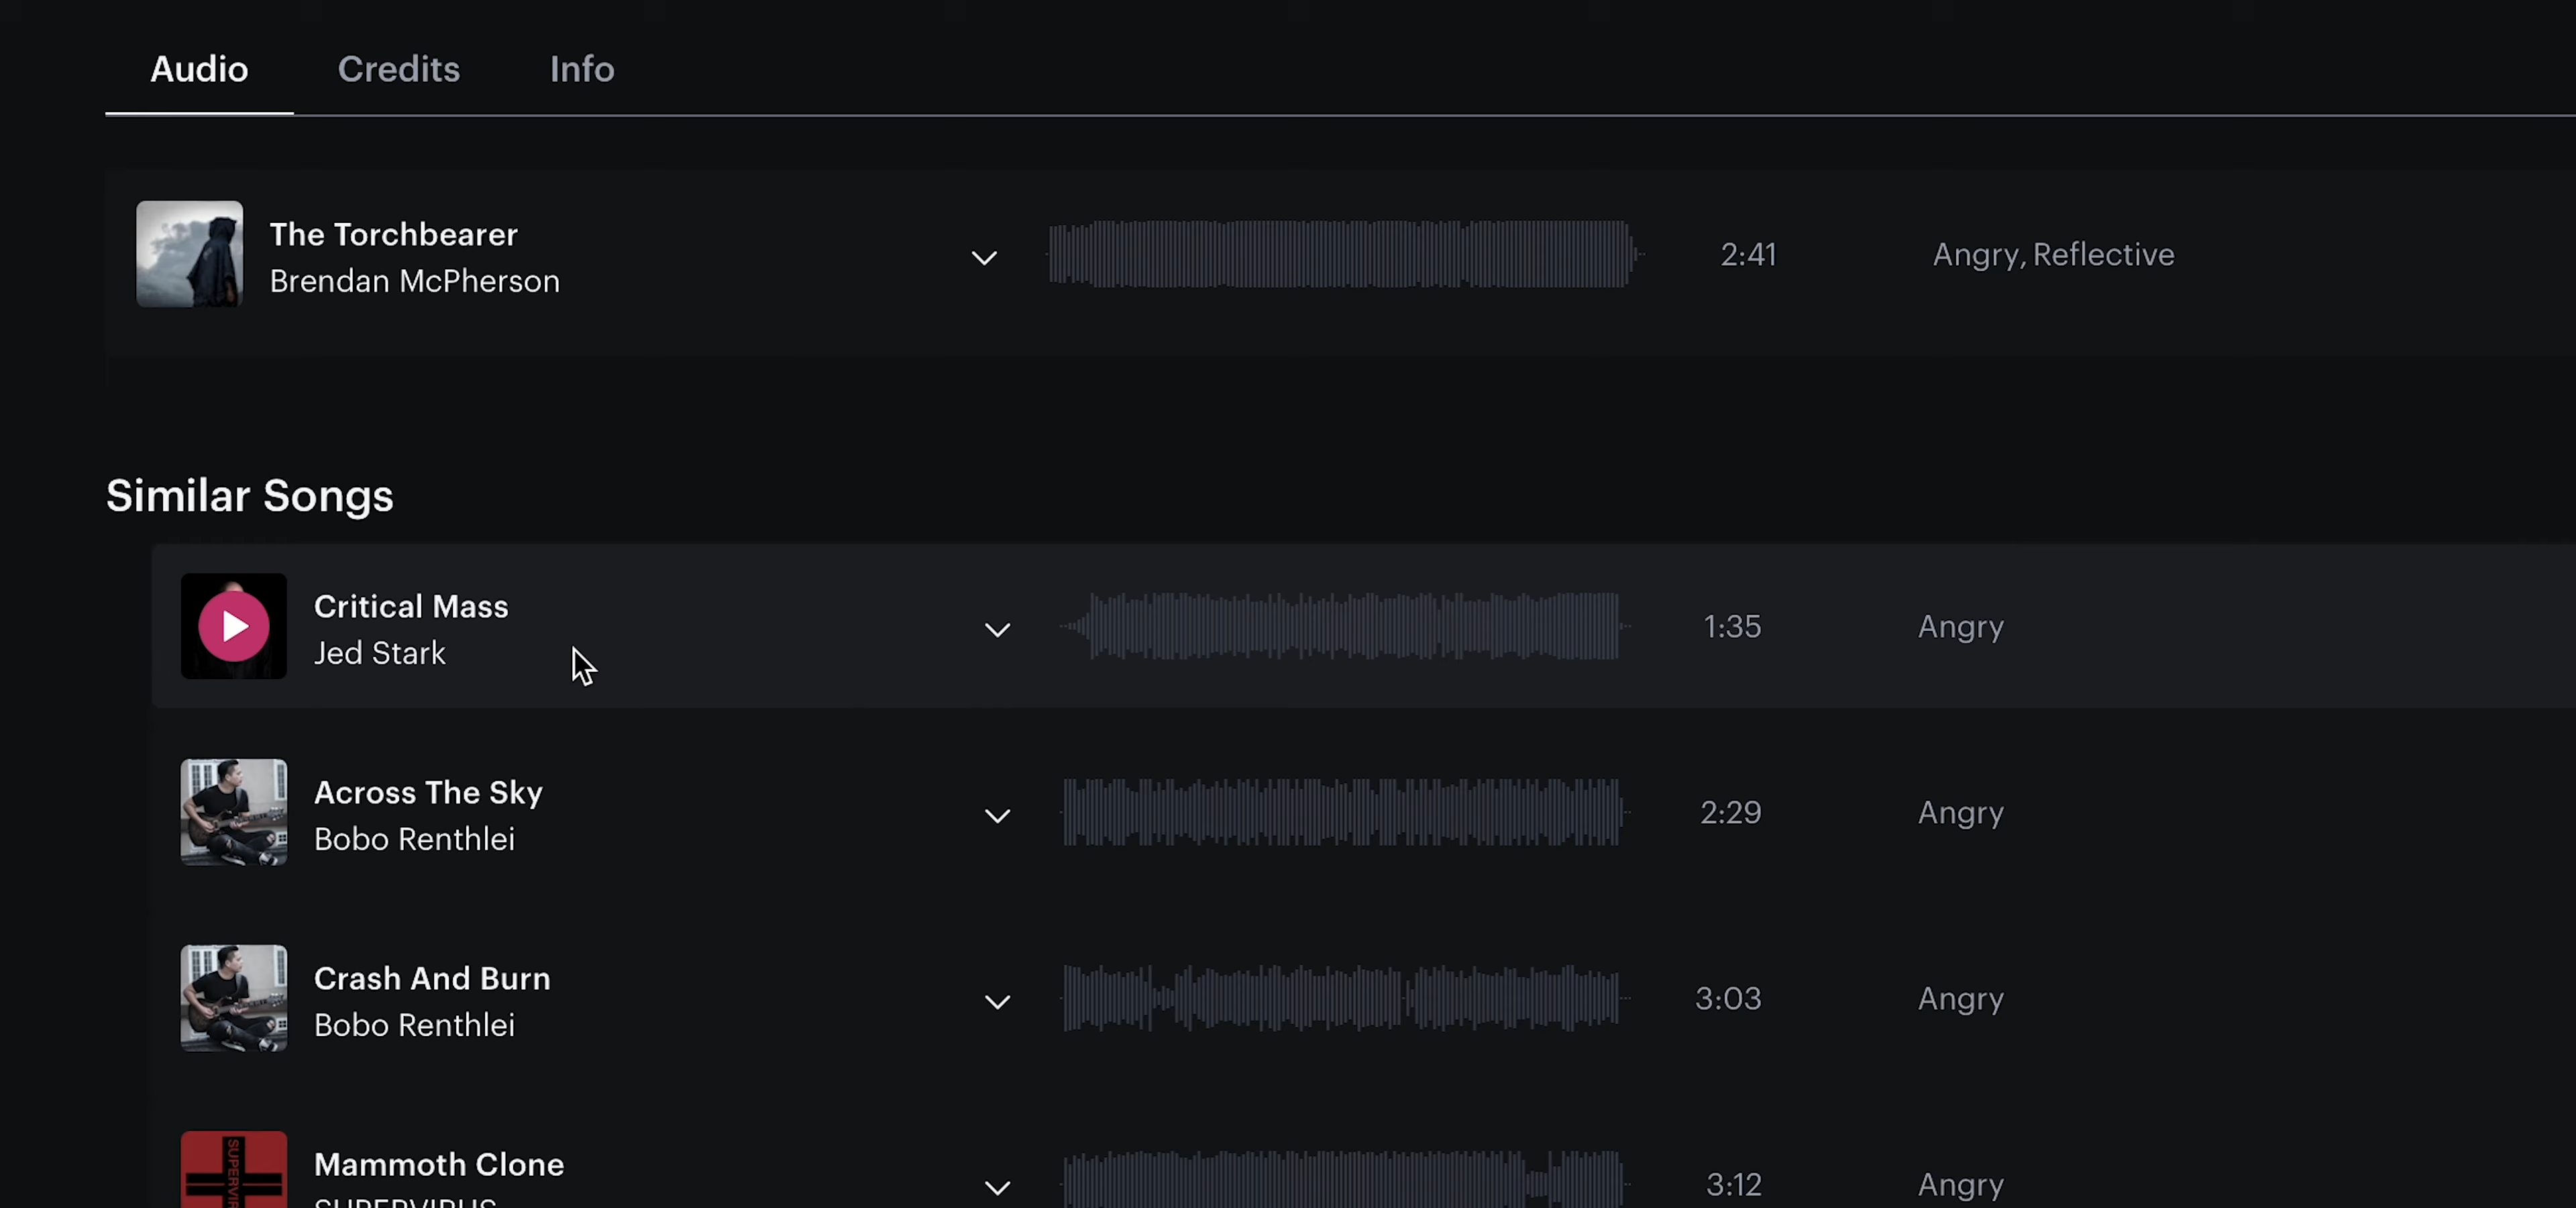 Audio
Credits
Info
The Torchbearer
Brendan McPherson
2:41
Angry, Reflective
Similar Songs
Critical Mass
Jed Stark
1:35
Angry
Across The Sky
Bobo Renthlei
2:29
Angry
Crash And Burn
Bobo Renthlei
3:03
Angry
Mammoth Clone
SUPERVIRUS
3:12
Angry